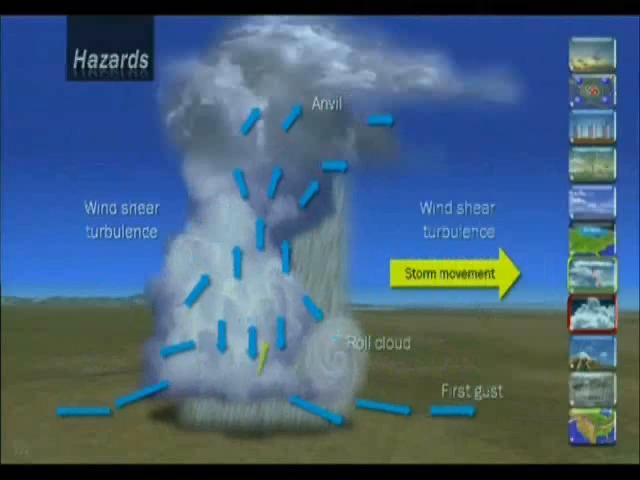 Hazards
Anvil
Wind shear
turbulence
Wind shear
turbulence
Storm movement
Roll cloud
First gust